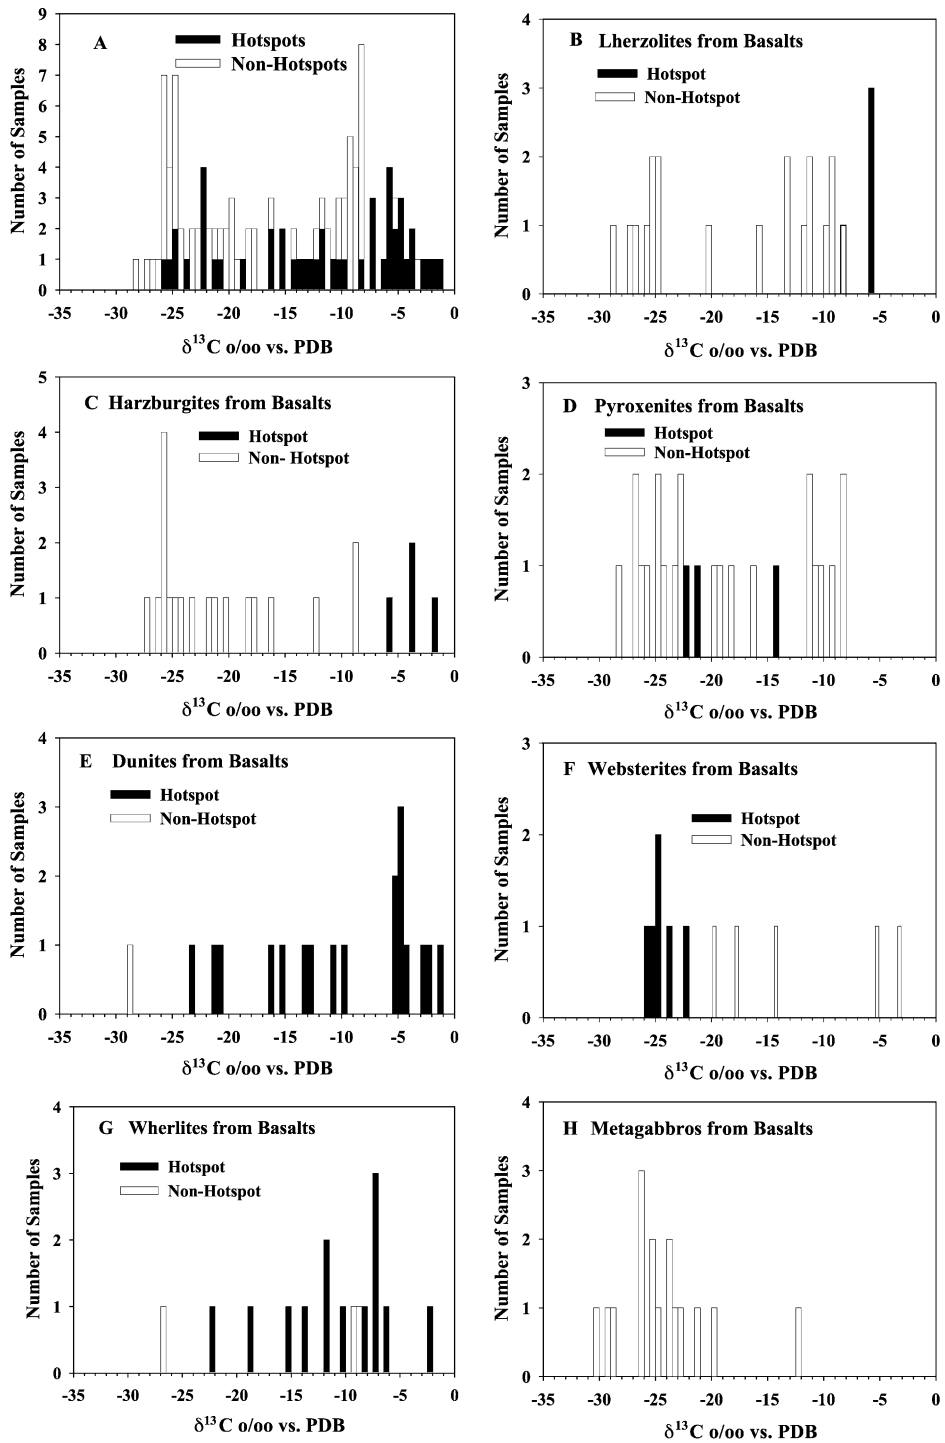 A
Hotspots
Non-Hotspots
Number of Samples
9
8
7
6
5
4
3
2
1
0
-35 -30 -25 -20 -15 -10 -5 0
δ13C o/oo vs. PDB
B Lherzolites from Basalts
Hotspot
Non-Hotspot
Number of Samples
4
3
2
1
0
-35 -30 -25 -20 -15 -10 -5 0
δ13C o/oo vs. PDB
C Harzburgites from Basalts
Hotspot
Non- Hotspot
Number of Samples
5
4
3
2
1
0
-35 -30 -25 -20 -15 -10 -5 0
δ13C o/oo vs. PDB
D Pyroxenites from Basalts
Hotspot
Non-Hotspot
Number of Samples
3
2
1
0
-35 -30 -25 -20 -15 -10 -5 0
δ13C o/oo vs. PDB
E Dunites from Basalts
Hotspot
Non-Hotspot
Number of Samples
4
3
2
1
0
-35 -30 -25 -20 -15 -10 -5 0
δ13C o/oo vs. PDB
F Websterites from Basalts
Hotspot
Non-Hotspot
Number of Samples
3
2
1
0
-35 -30 -25 -20 -15 -10 -5 0
δ13C o/oo vs. PDB
G Wherlites from Basalts
Hotspot
Non-Hotspot
Number of Samples
4
3
2
1
0
-35 -30 -25 -20 -15 -10 -5 0
δ13C o/oo vs. PDB
H Metagabbros from Basalts
Number of Samples
4
3
2
1
0
-35 -30 -25 -20 -15 -10 -5 0
δ13C o/oo vs. PDB